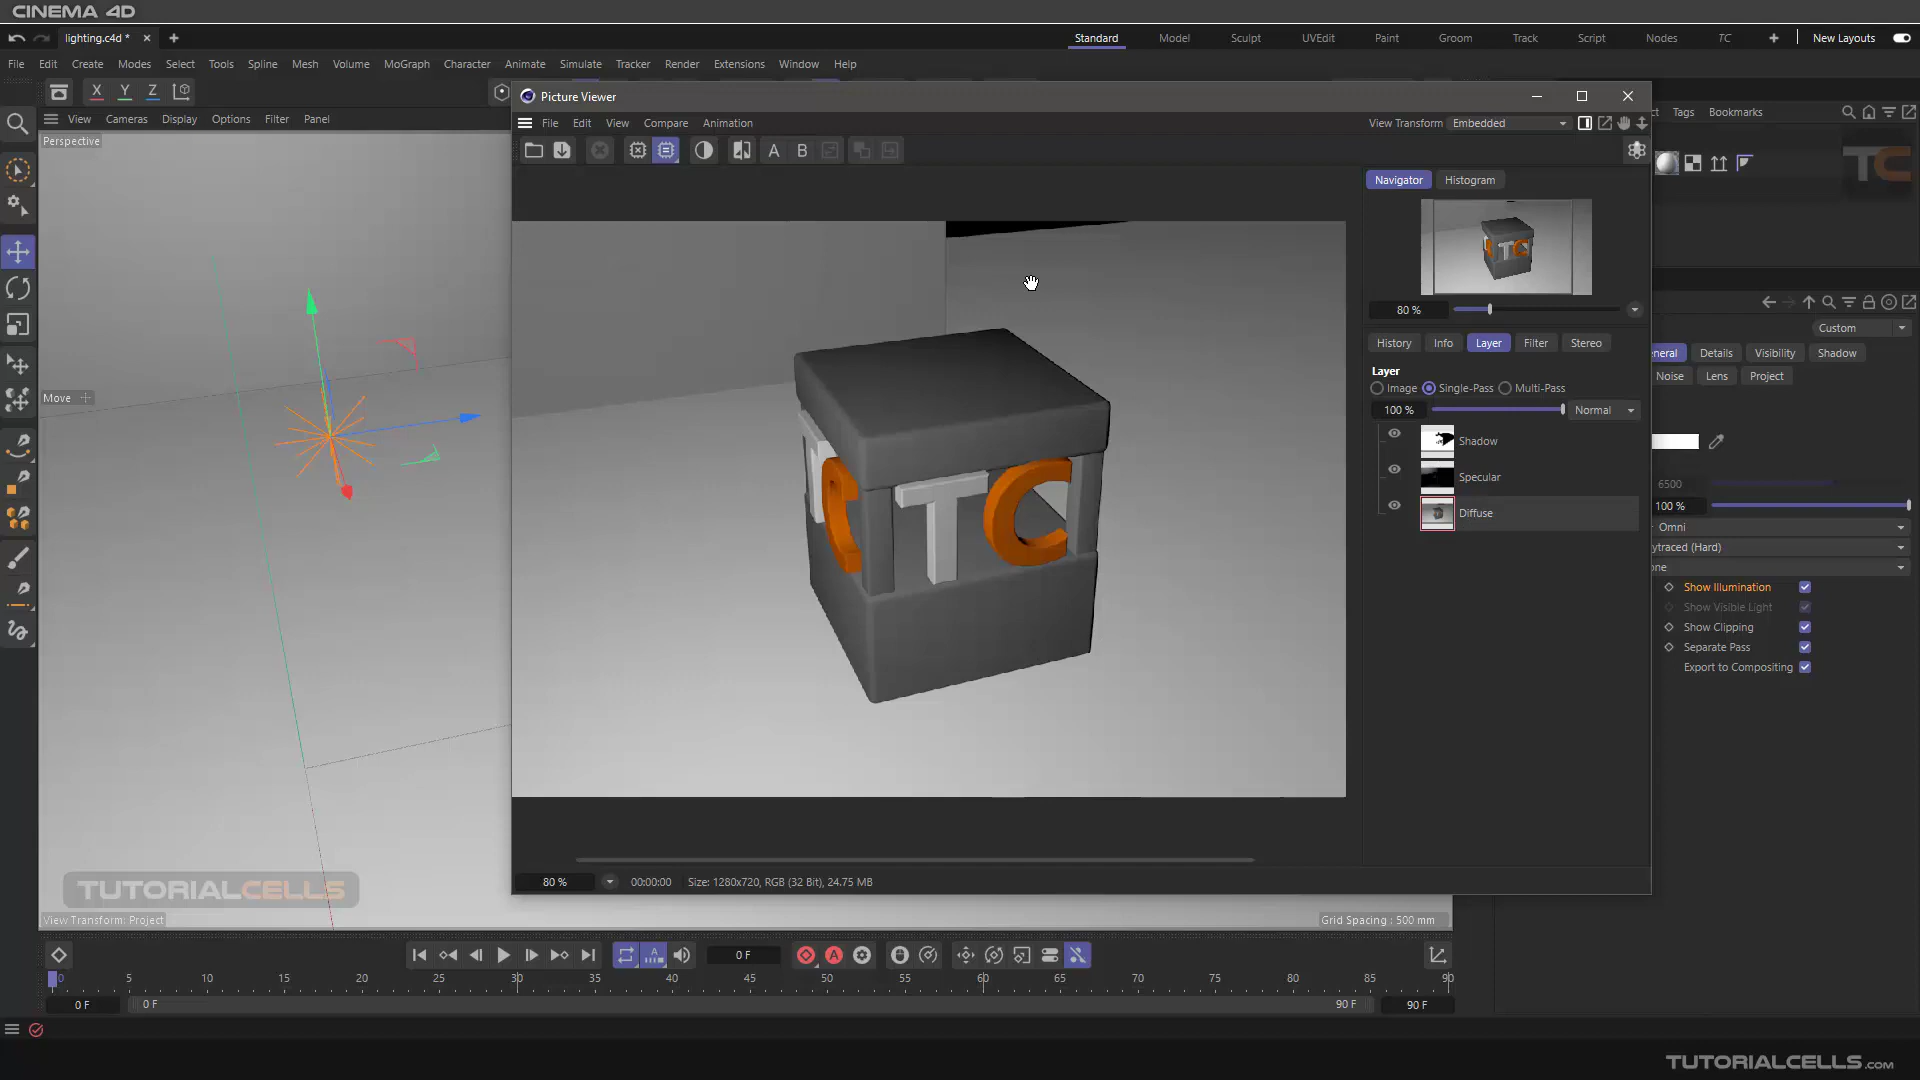 CINEMA 4D
lighting.c4d *
Standard Model Sculpt UVEdit Paint Groom Track Script Nodes TC New Layouts
File Edit Create Modes Select Tools Spline Mesh Volume MoGraph Character Animate Simulate Tracker Render Extensions Window Help
X Y Z
Picture Viewer
Tags Bookmarks
View Cameras Display Options Filter Panel
File Edit View Compare Animation
View Transform Embedded
Perspective
A B
TC
Navigator Histogram
80 %
Custom
History Info Layer Filter Stereo
neral Details Visibility Shadow
Layer
Noise Lens Project
Image Single-Pass Multi-Pass
Move
100 % Normal
Shadow
Specular
6500
T C T C
100 %
Diffuse
Omni
ytraced (Hard)
one
Show Illumination
Show Visible Light
Show Clipping
Separate Pass
Export to Compositing
80 % 00:00:00 Size: 1280x720, RGB (32 Bit), 24.75 MB
TUTORIALCELLS
View Transform: Project
Grid Spacing : 500 mm
0 F
A
0 5 10 15 20 25 30 35 40 45 50 55 60 65 70 75 80 85 90
0 F 0 F 90 F 90 F
TUTORIALCELLS.COM